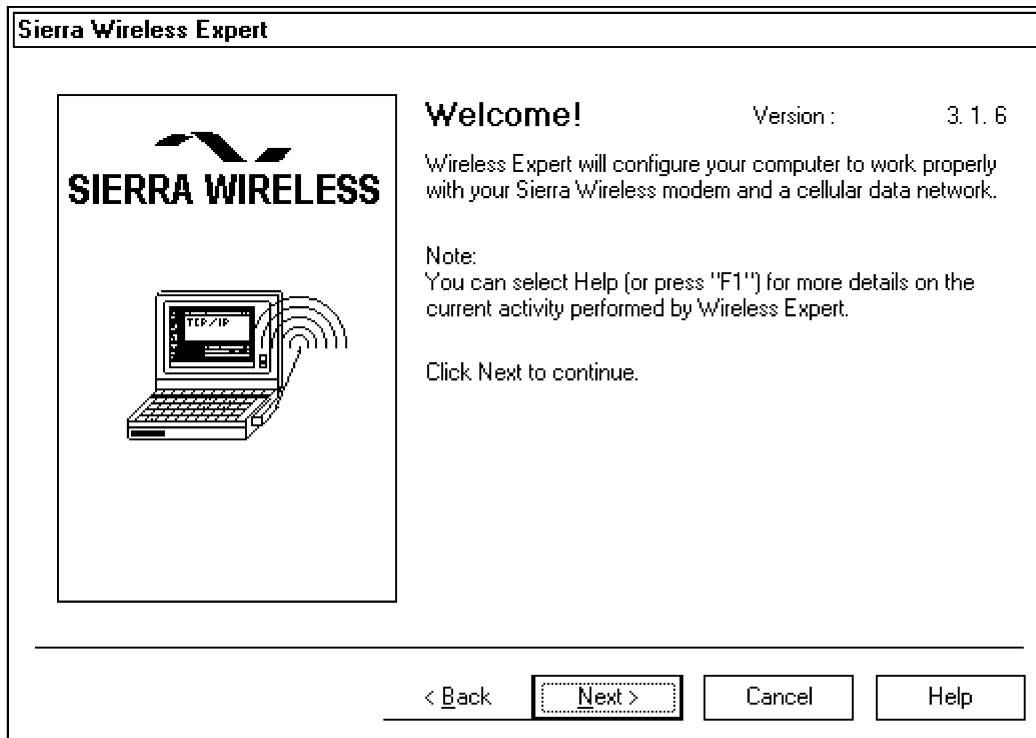 Sierra Wireless Expert
SIERRA WIRELESS
TCP/IP
Welcome!
Version : 3. 1. 6
Wireless Expert will configure your computer to work properly
with your Sierra Wireless modem and a cellular data network.
Note:
You can select Help (or press "F1") for more details on the
current activity performed by Wireless Expert.
Click Next to continue.
< Back
Next >
Cancel
Help